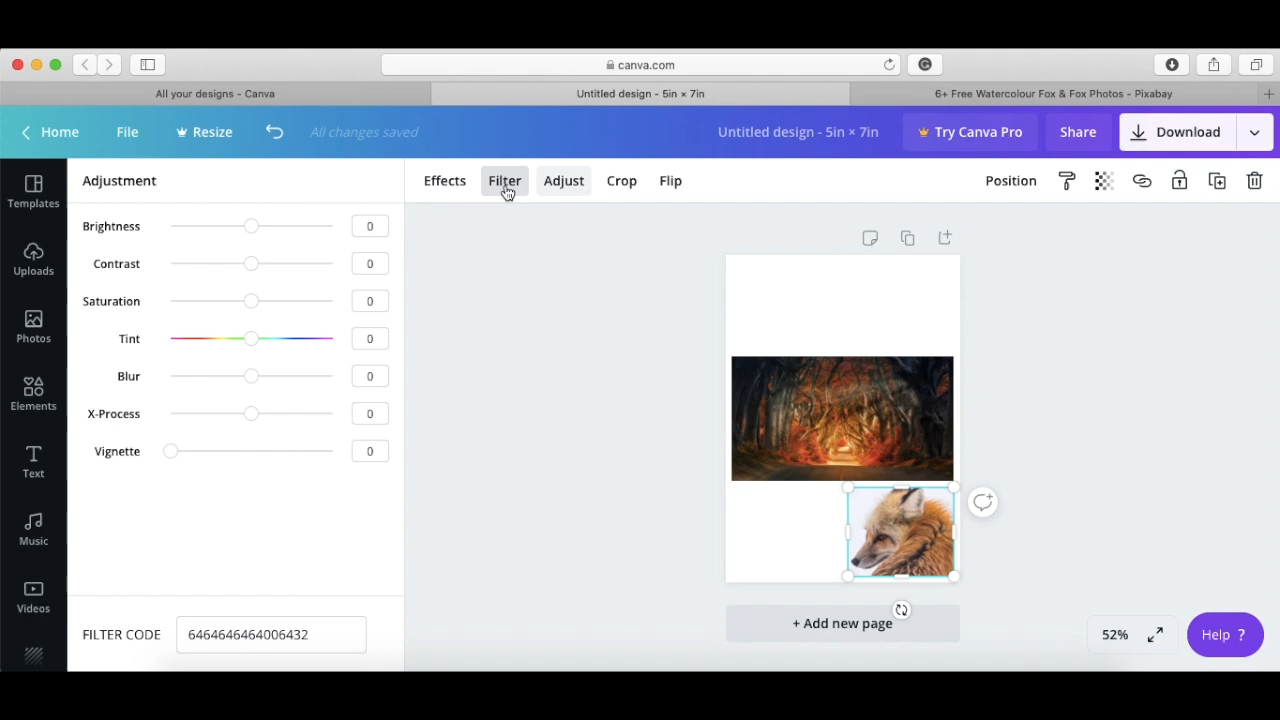 canva.com
All your designs - Canva
Untitled design - 5in × 7in
6+ Free Watercolour Fox & Fox Photos - Pixabay
Home
File
Resize
All changes saved
Untitled design - 5in × 7in
Try Canva Pro
Share
Download
Templates
Uploads
Photos
Elements
Text
Music
Videos
Adjustment
Effects
Filter
Adjust
Crop
Flip
Position
Brightness 0
Contrast 0
Saturation 0
Tint 0
Blur 0
X-Process 0
Vignette 0
FILTER CODE 6464646464006432
+ Add new page
52%
Help ?